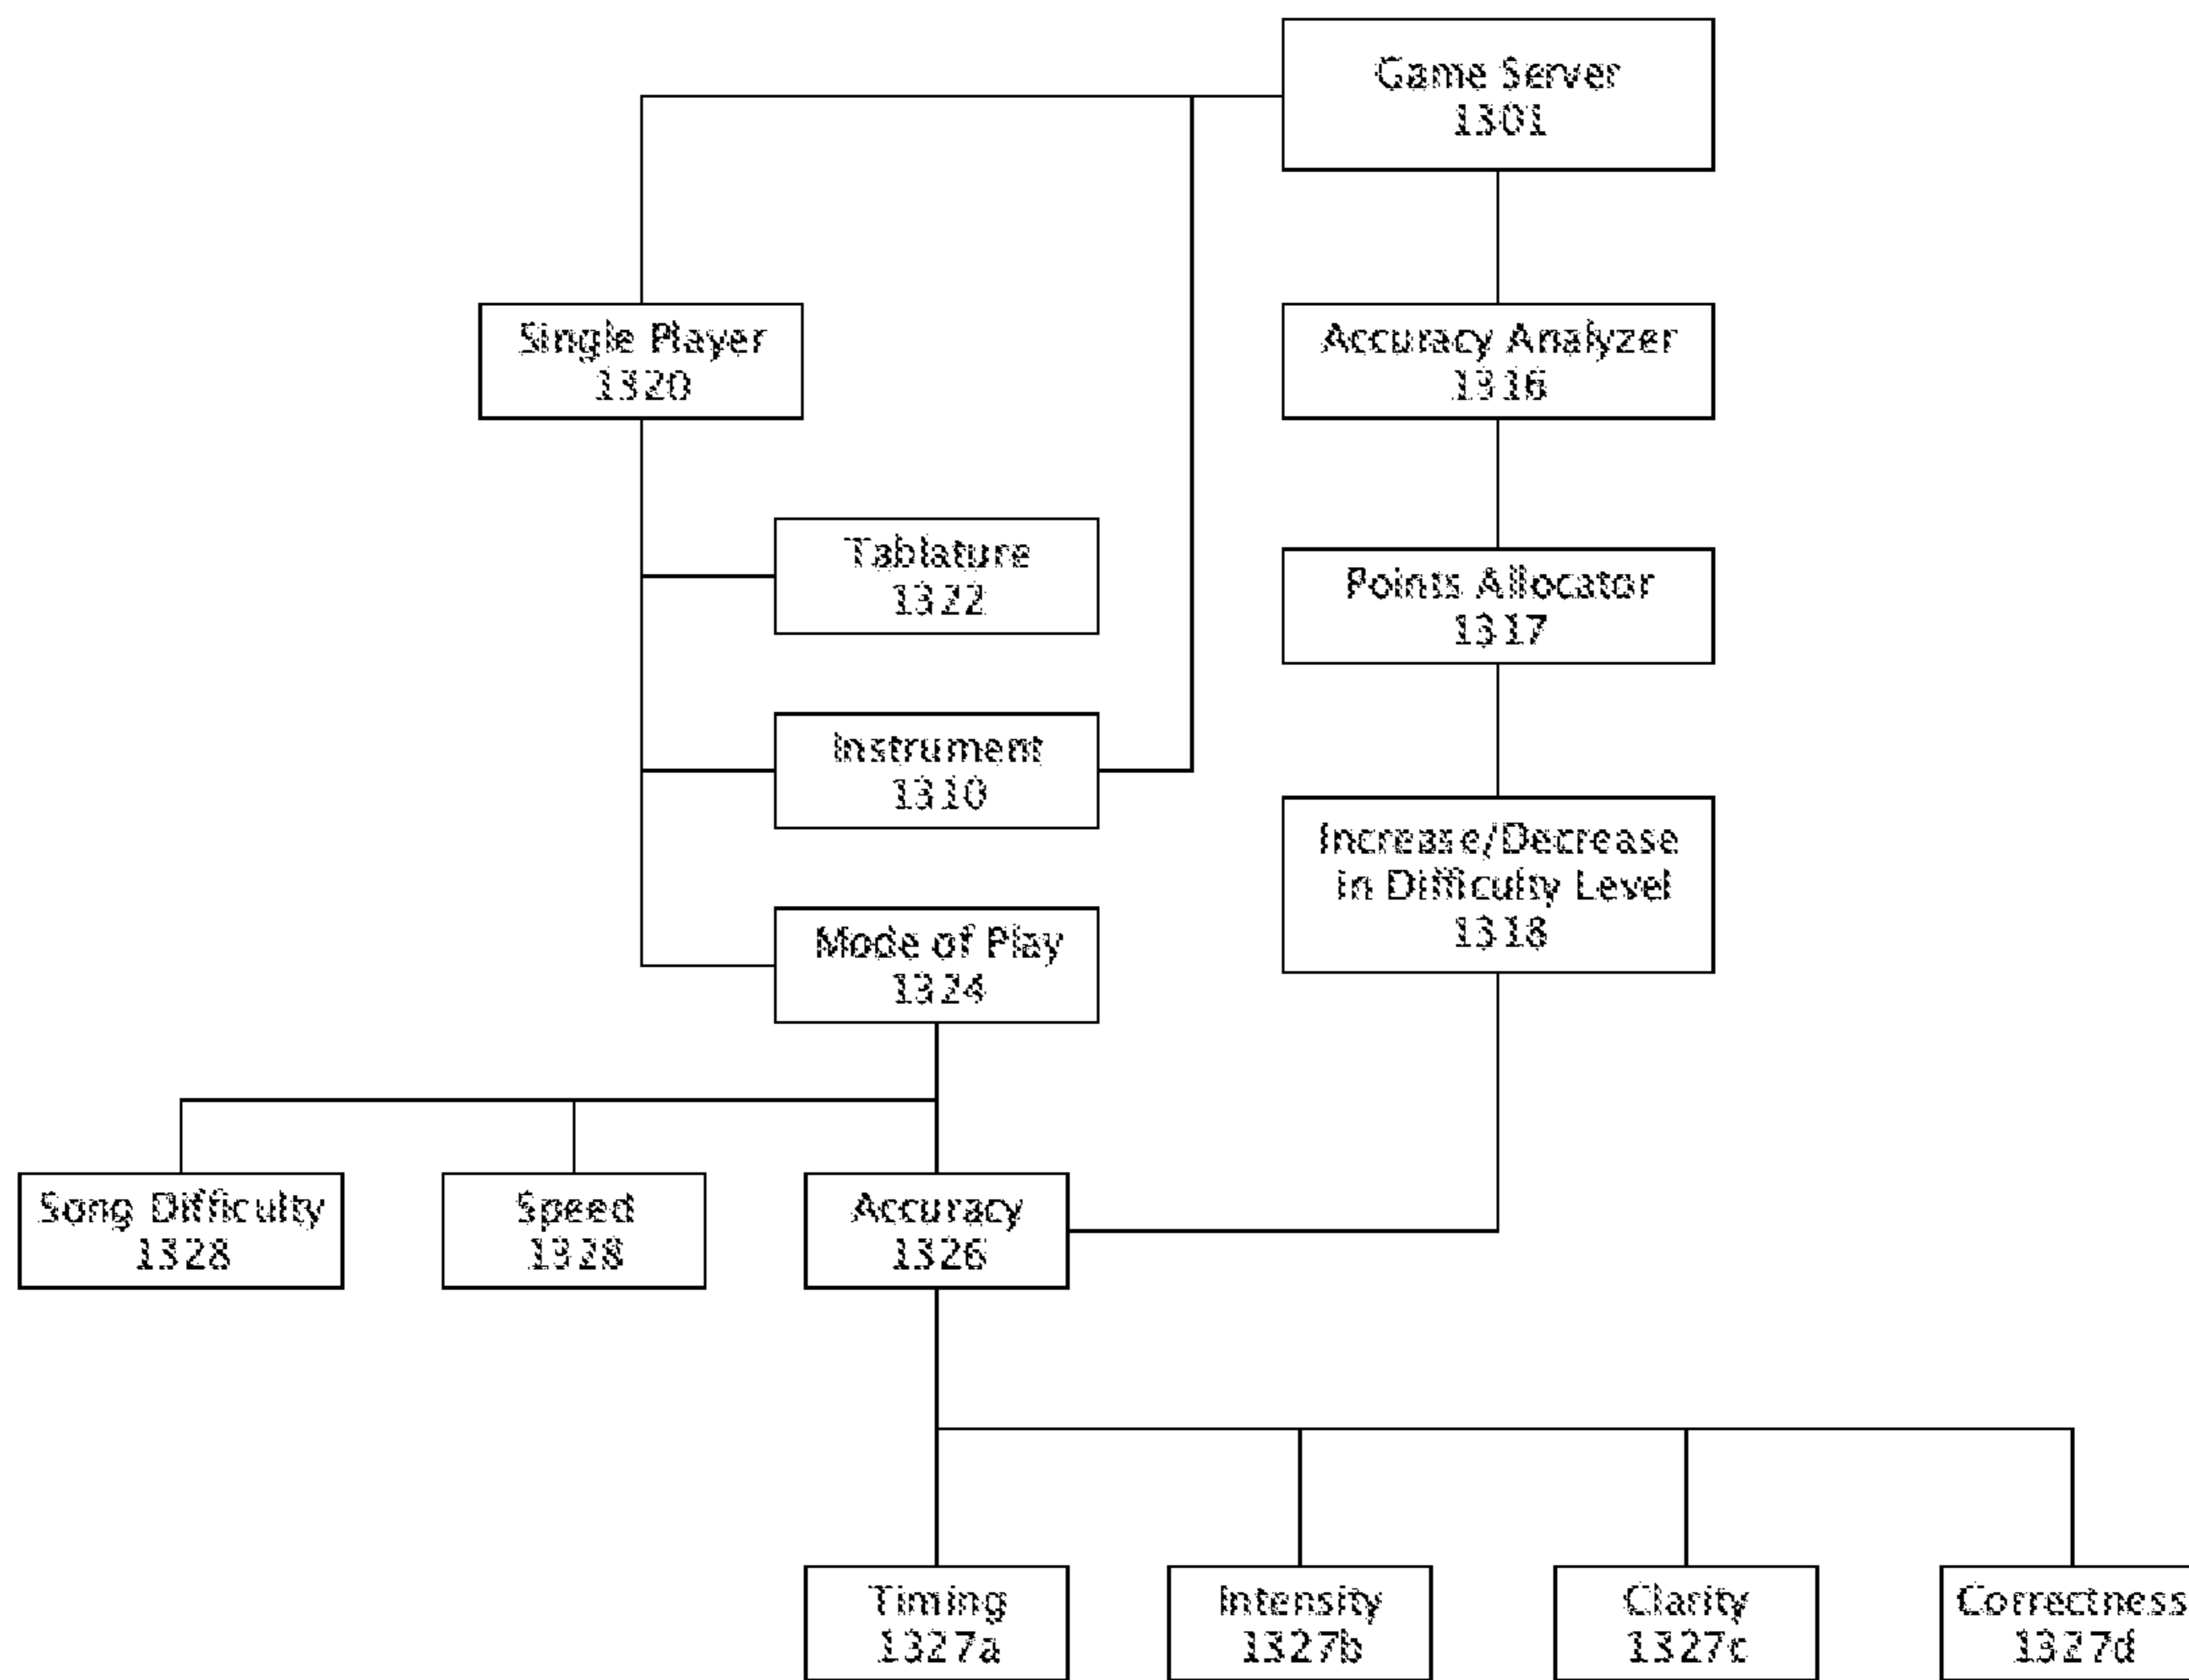 Game Server
1301
Single Player
1320
Accuracy Analyzer
1316
Tablature
1322
Points Allocator
1317
Instrument
1310
Increase/Decrease
in Difficulty Level
1318
Mode of Play
1324
Song Difficulty
1328
Speed
1328
Accuracy
1326
Timing
1327a
Intensity
1327b
Clarity
1327c
Correctness
1327d